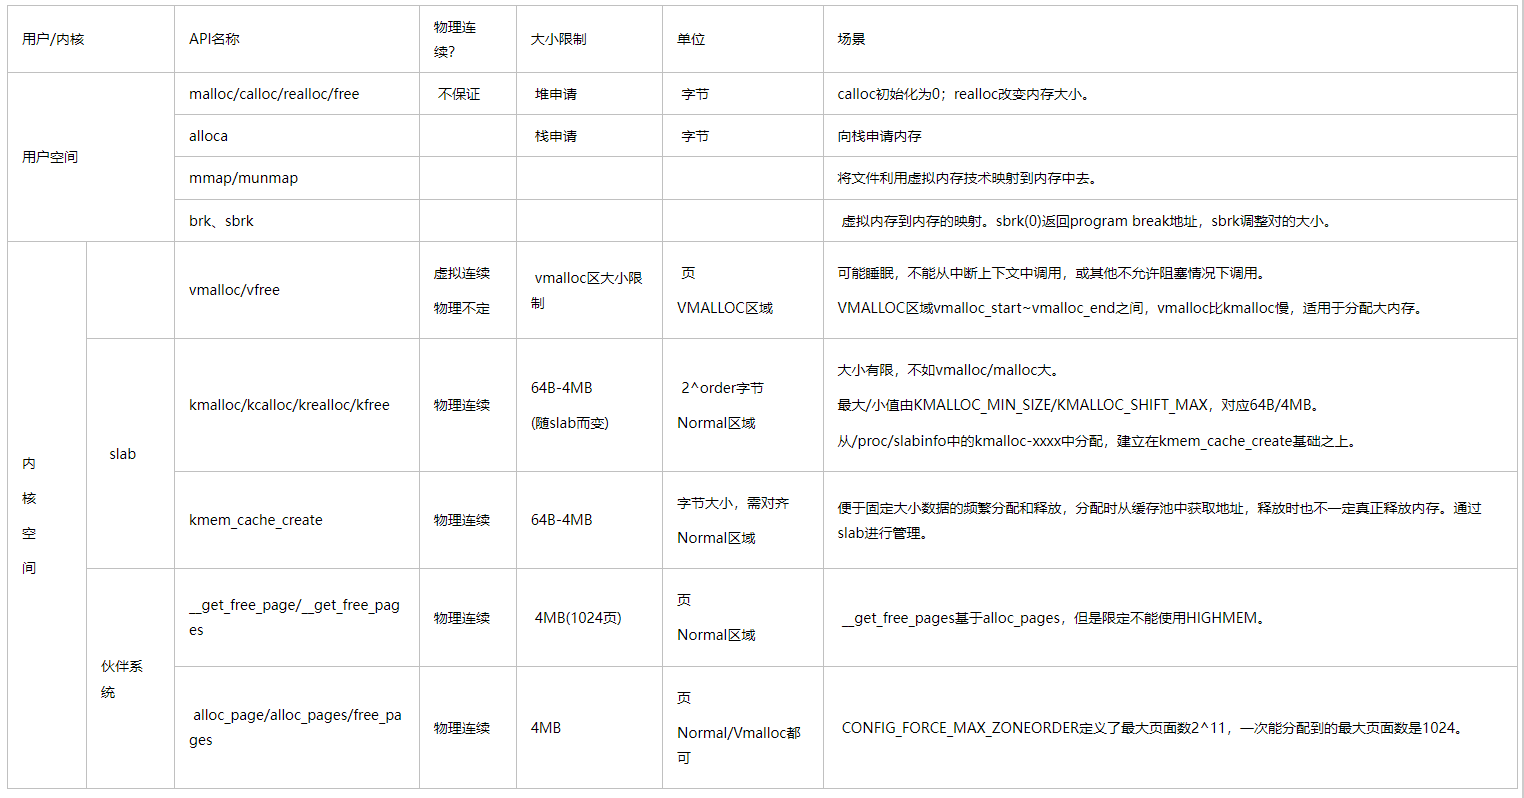 用户/内核
API名称
物理连
续?
大小限制
单位
场景
用户空间
malloc/calloc/realloc/free
不保证
堆申请
字节
calloc初始化为0；realloc改变内存大小。
alloca
栈申请
字节
向栈申请内存
mmap/munmap
将文件利用虚拟内存技术映射到内存中去。
brk、sbrk
虚拟内存到内存的映射。sbrk(0)返回program break地址，sbrk调整对的大小。
内
核
空
间
slab
vmalloc/vfree
虚拟连续
物理不定
vmalloc区大小限
制
页
VMALLOC区域
可能睡眠，不能从中断上下文中调用，或其他不允许阻塞情况下调用。
VMALLOC区域vmalloc_start~vmalloc_end之间，vmalloc比kmalloc慢，适用于分配大内存。
kmalloc/kcalloc/krealloc/kfree
物理连续
64B-4MB
(随slab而变)
2^order字节
Normal区域
大小有限，不如vmalloc/malloc大。
最大/小值由KMALLOC_MIN_SIZE/KMALLOC_SHIFT_MAX，对应64B/4MB。
从/proc/slabinfo中的kmalloc-xxxx中分配，建立在kmem_cache_create基础之上。
kmem_cache_create
物理连续
64B-4MB
字节大小，需对齐
Normal区域
便于固定大小数据的频繁分配和释放，分配时从缓存池中获取地址，释放时也不一定真正释放内存。通过
slab进行管理。
伙伴系
统
__get_free_page/__get_free_pag
es
物理连续
4MB(1024页)
页
Normal区域
__get_free_pages基于alloc_pages，但是限定不能使用HIGHMEM。
alloc_page/alloc_pages/free_pa
ges
物理连续
4MB
页
Normal/Vmalloc都
可
CONFIG_FORCE_MAX_ZONEORDER定义了最大页面数2^11，一次能分配到的最大页面数是1024。